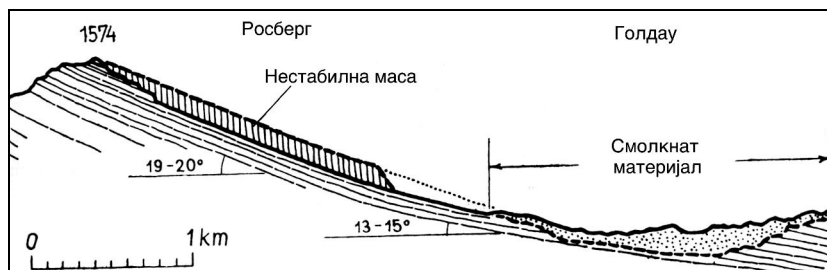 1574
Росберг
Голдау
Нестабилна маса
Смолкнат
материјал
19-20°
13-15°
0
1 km